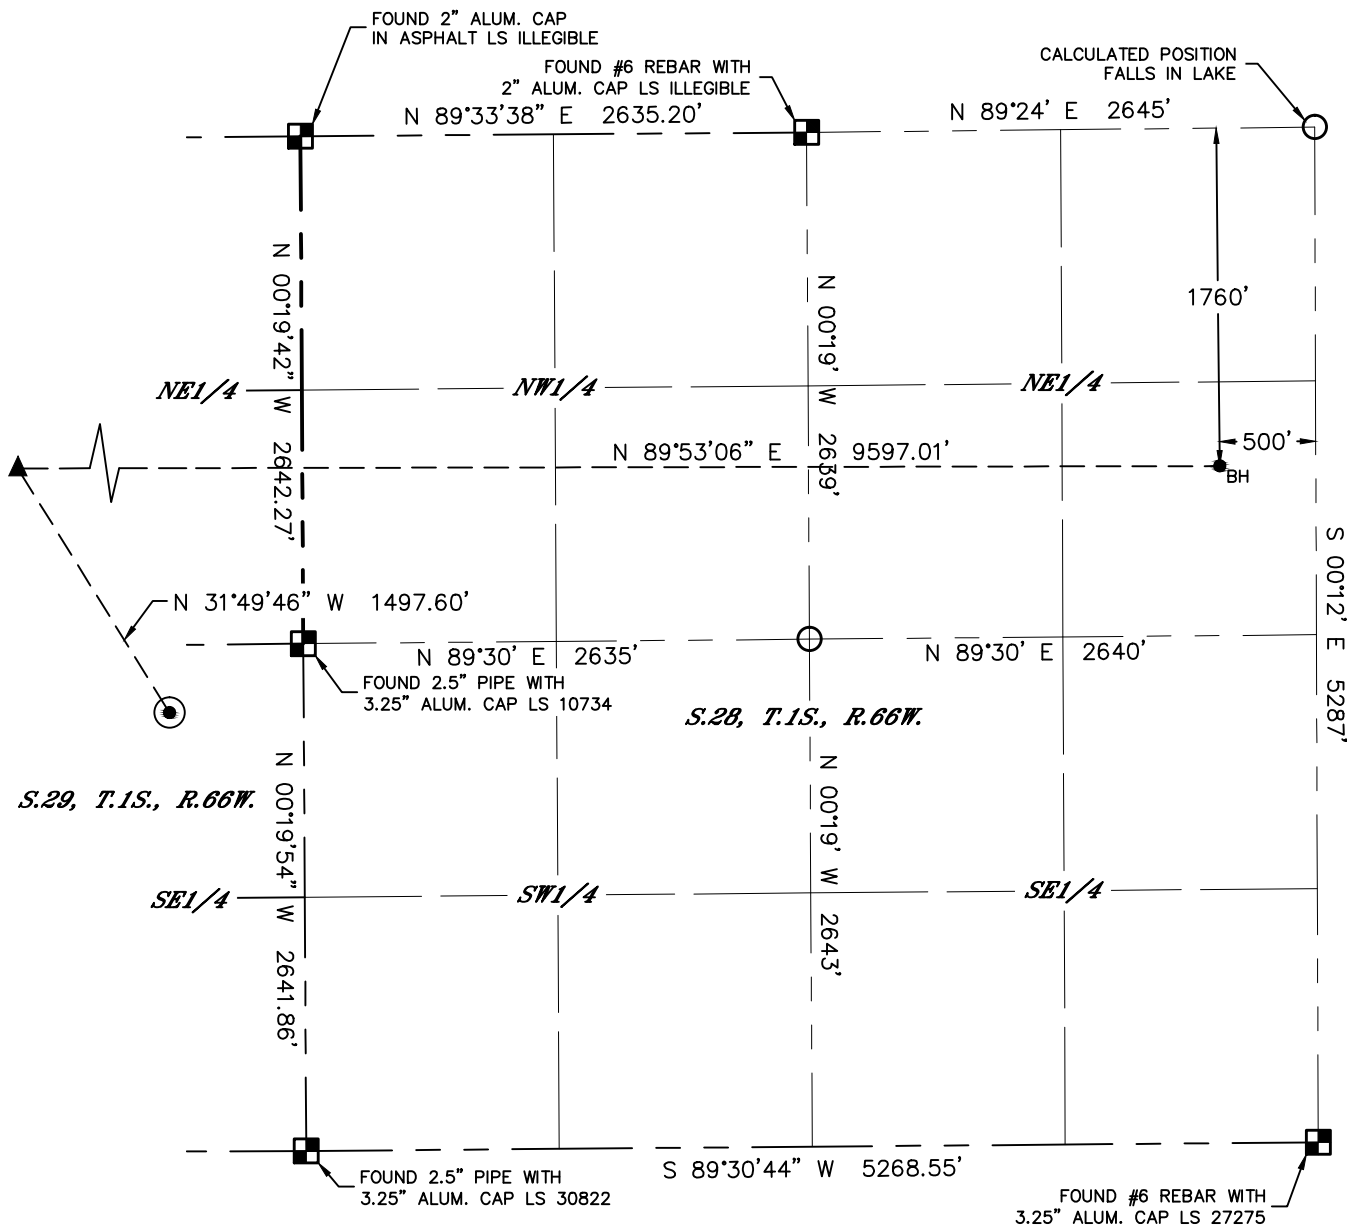 FOUND 2” ALUM. CAP
IN ASPHALT LS ILLEGIBLE
FOUND #6 REBAR WITH
2” ALUM. CAP LS ILLEGIBLE
CALCULATED POSITION
FALLS IN LAKE
N 89°33'38” E 2635.20'
N 89°24' E 2645'
N 00°19'42” W 2642.27'
N 00°19' W 2639'
1760'
NE1/4
NW1/4
NE1/4
N 89°53'06” E 9597.01'
500'
BH
S 00°12' E 5287'
N 31°49'46” W 1497.60'
N 89°30' E 2635'
N 89°30' E 2640'
FOUND 2.5” PIPE WITH
3.25” ALUM. CAP LS 10734
S.28, T.1S., R.66W.
S.29, T.1S., R.66W.
N 00°19'54” W 2641.86'
N 00°19' W 2643'
SE1/4
SW1/4
SE1/4
S 89°30'44” W 5268.55'
FOUND 2.5” PIPE WITH
3.25” ALUM. CAP LS 30822
FOUND #6 REBAR WITH
3.25” ALUM. CAP LS 27275